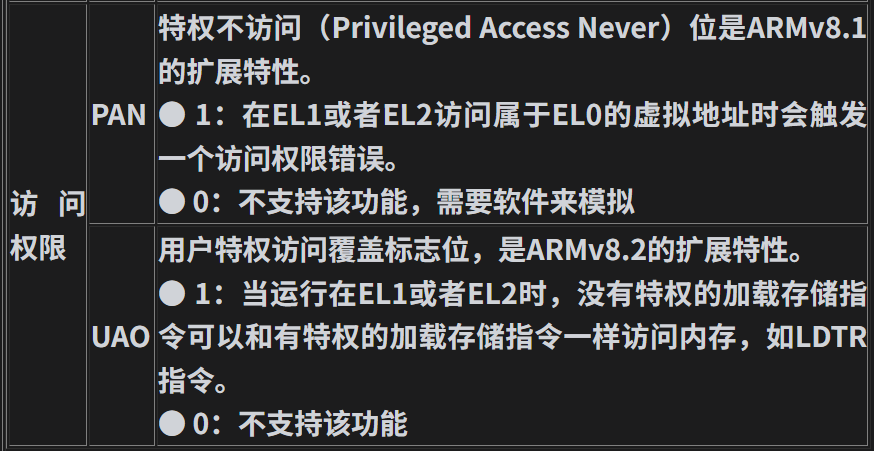 访问
权限
PAN
特权不访问（Privileged Access Never）位是ARMv8.1
的扩展特性。
● 1：在EL1或者EL2访问属于EL0的虚拟地址时会触发
一个访问权限错误。
● 0：不支持该功能，需要软件来模拟
UAO
用户特权访问覆盖标志位，是ARMv8.2的扩展特性。
● 1：当运行在EL1或者EL2时，没有特权的加载存储指
令可以和有特权的加载存储指令一样访问内存，如LDTR
指令。
● 0：不支持该功能